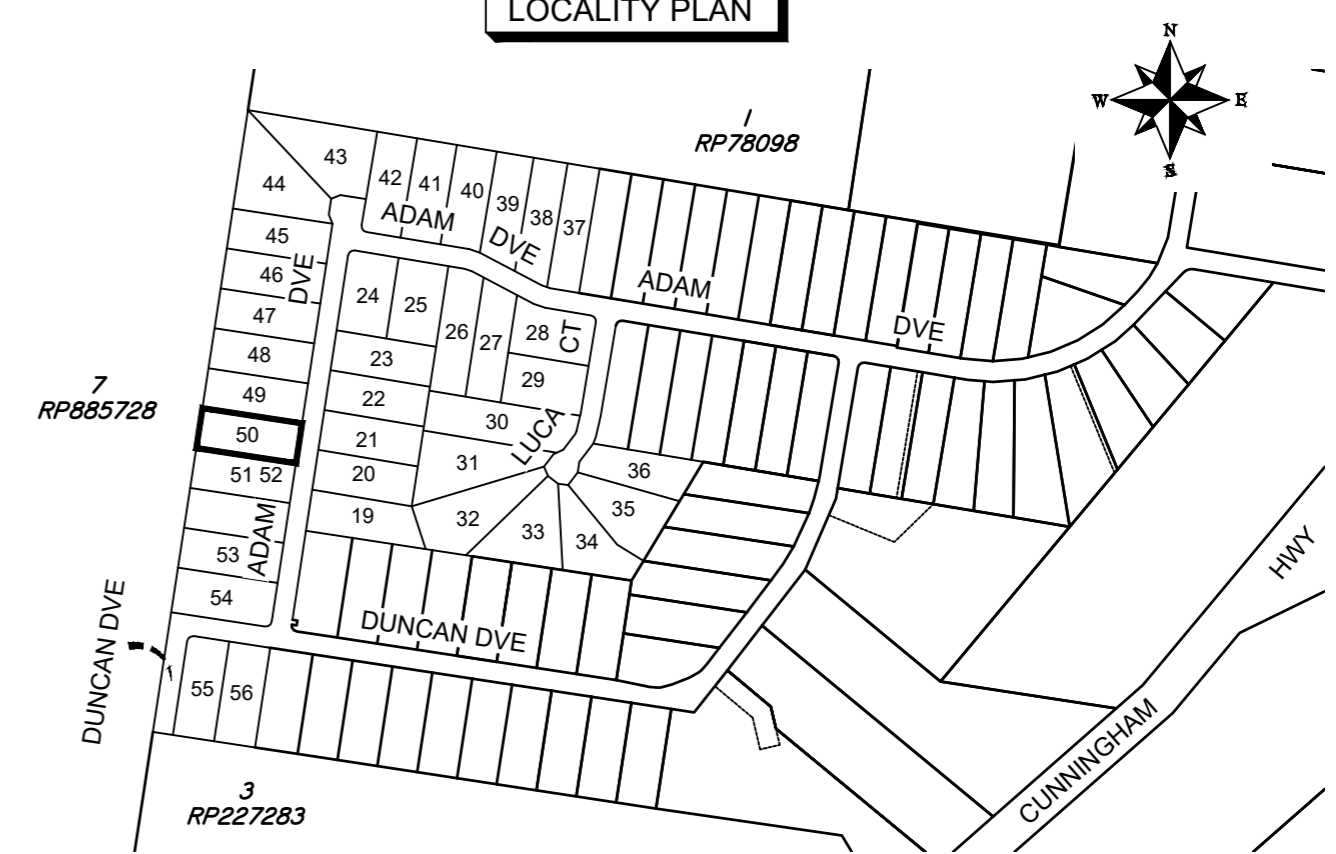 LOCALITY PLAN
N
W
E
S
1
RP78098
43
42
41
40
39
38
37
44
ADAM
DVE
45
46
DVE
47
48
49
50
51 52
53
54
ADAM
ADAM
DVE
24
25
26
27
28
CT
23
29
22
30
21
LUCA
31
20
36
19
32
33
34
35
7
RP885728
DUNCAN DVE
DUNCAN DVE
55
56
HWY
CUNNINGHAM
3
RP227283